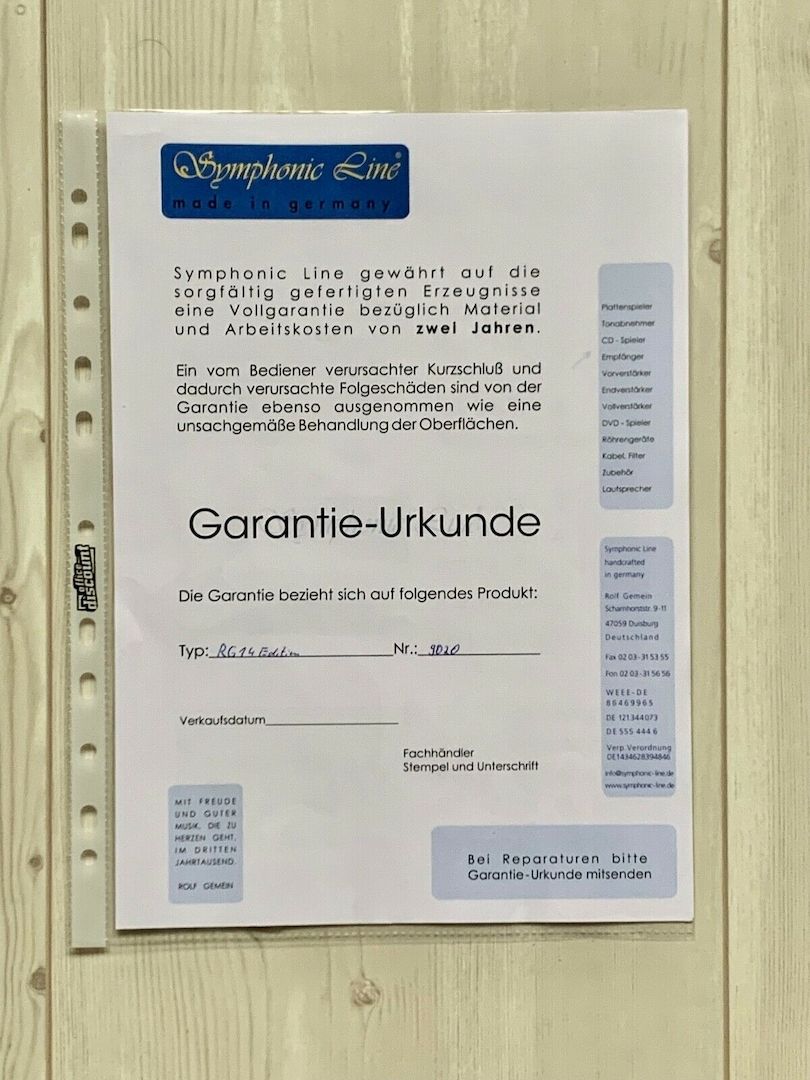 Symphonic Line®
made in germany
Symphonic Line gewährt auf die
sorgfältig gefertigten Erzeugnisse
eine Vollgarantie bezüglich Material
und Arbeitskosten von zwei Jahren.
Ein vom Bediener verursachter Kurzschluß und
dadurch verursachte Folgeschäden sind von der
Garantie ebenso ausgenommen wie eine
unsachgemäße Behandlung der Oberflächen.
Plattenspieler
Tonabnehmer
CD - Spieler
Empfänger
Vorverstärker
Endverstärker
Vollverstärker
DVD - Spieler
Röhrengeräte
Kabel, Filter
Zubehör
Lautsprecher
Garantie-Urkunde
Die Garantie bezieht sich auf folgendes Produkt:
Typ: RG14 Edition Nr.: 9020
Verkaufsdatum
Fachhändler
Stempel und Unterschrift
Symphonic Line
handcrafted
in germany
Rolf Gemein
Scharnhorststr. 9-11
47059 Duisburg
Deutschland
Fax 02 03 - 31 53 55
Fon 02 03 - 31 56 56
WEEE-DE
86469965
DE 121344073
DE 555 444 6
Verp.Verordnung
DE1434628394846
info@symphonic-line.de
www.symphonic-line.de
MIT FREUDE
UND GUTER
MUSIK, DIE ZU
HERZEN GEHT,
IM DRITTEN
JAHRTAUSEND.
ROLF GEMEIN
Bei Reparaturen bitte
Garantie-Urkunde mitsenden
office
discount